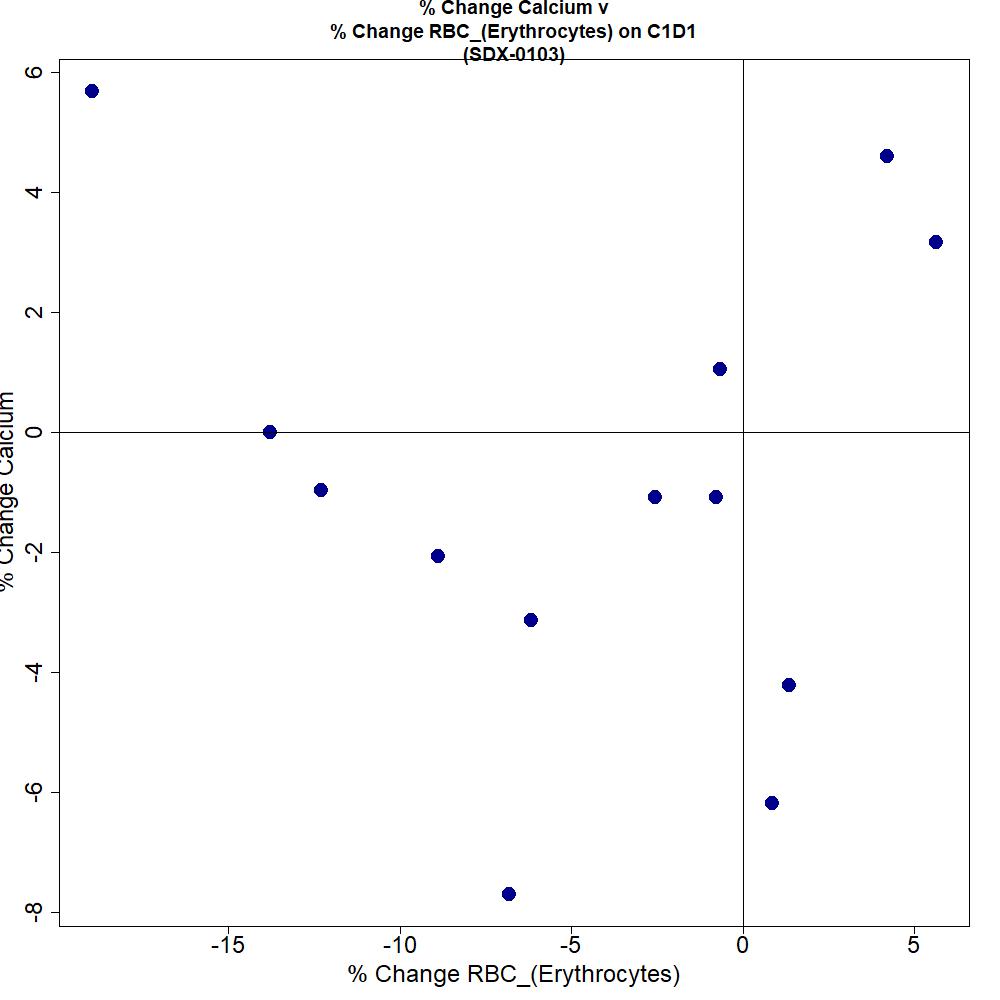 % Change Calcium v
% Change RBC_(Erythrocytes) on C1D1
(SDX-0103)
6
4
2
0
-2
-4
-6
-8
% Change Calcium
-15
-10
-5
0
5
% Change RBC_(Erythrocytes)